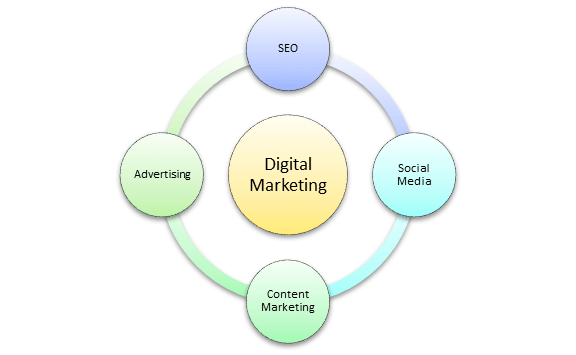 SEO
Advertising
Digital
Marketing
Social
Media
Content
Marketing